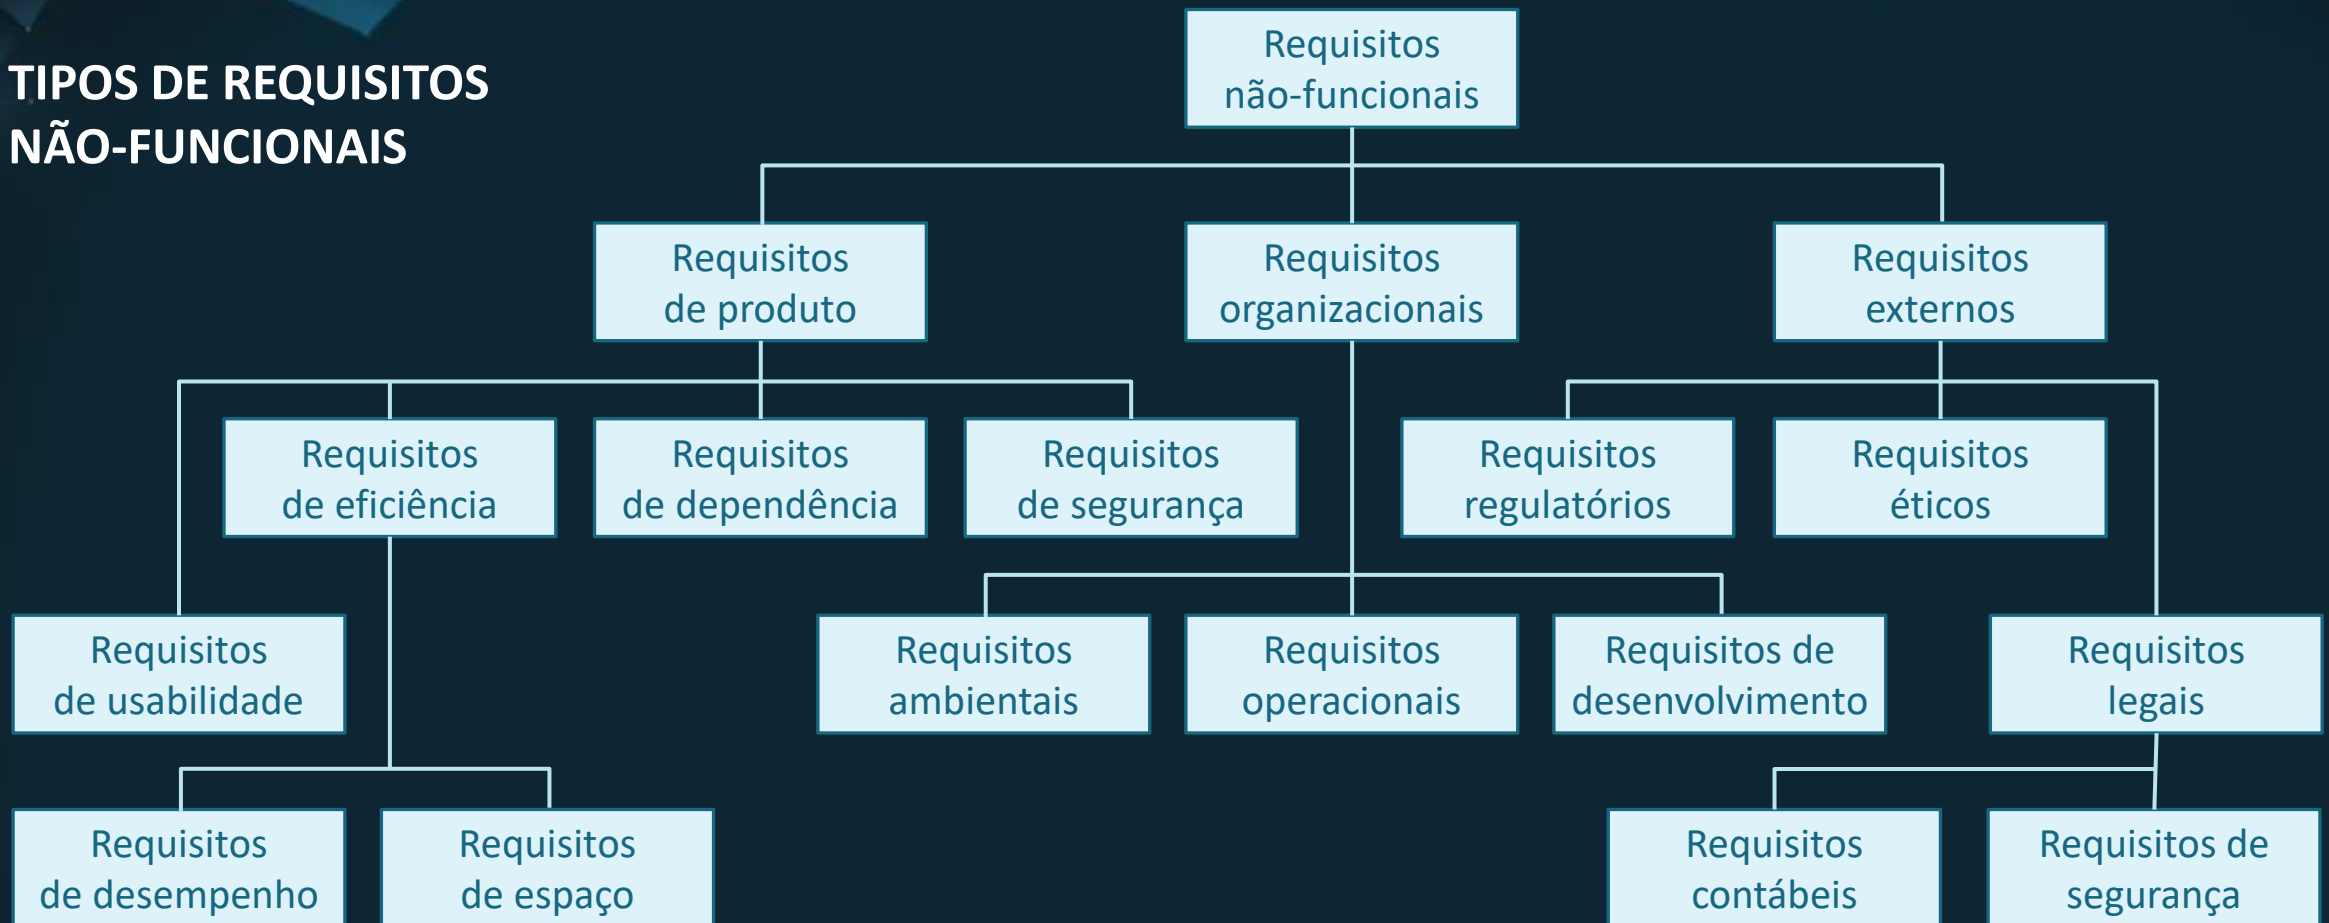 TIPOS DE REQUISITOS
NÃO-FUNCIONAIS
Requisitos
não-funcionais
Requisitos
de produto
Requisitos
organizacionais
Requisitos
externos
Requisitos
de eficiência
Requisitos
de dependência
Requisitos
de segurança
Requisitos
regulatórios
Requisitos
éticos
Requisitos
de usabilidade
Requisitos
ambientais
Requisitos
operacionais
Requisitos de
desenvolvimento
Requisitos
legais
Requisitos
de desempenho
Requisitos
de espaço
Requisitos
contábeis
Requisitos de
segurança